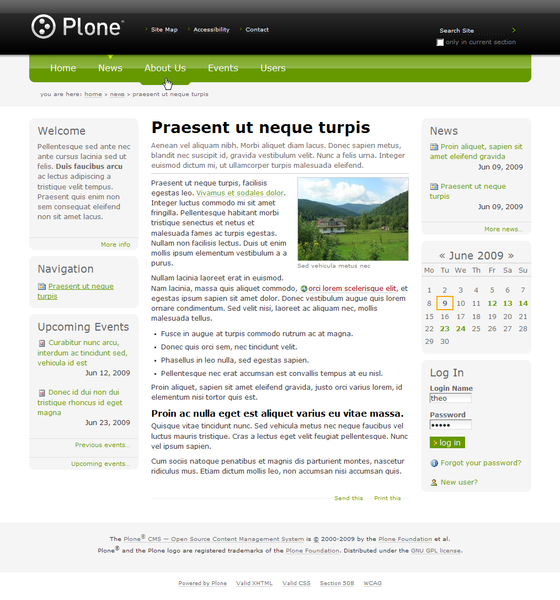 Plone
Site Map
Accessibility
Contact
Search Site
only in current section
Home
News
About Us
Events
Users
you are here: home » news » praesent ut neque turpis
Welcome
Pellentesque sed ante nec
ante cursus lacinia sed ut
felis. Duis faucibus arcu
ac lectus adipiscing a
tristique velit tempus.
Praesent quis enim non
sem consequat eleifend
non sit amet lacus.
More info
Navigation
Praesent ut neque
turpis
Upcoming Events
Curabitur nunc arcu,
interdum ac tincidunt sed,
vehicula id est
Jun 12, 2009
Donec id dui non dui
tristique rhoncus id eget
magna
Jun 23, 2009
Previous events...
Upcoming events...
Praesent ut neque turpis
Aenean vel aliquam nibh. Morbi aliquet diam lacus. Donec sapien metus,
blandit nec suscipit id, gravida vestibulum velit. Nunc a felis urna. Integer
euismod dictum mi, ut ullamcorper turpis malesuada eleifend.
Praesent ut neque turpis, facilisis
egestas leo. Vivamus et sodales dolor.
Integer luctus commodo mi sit amet
fringilla. Pellentesque habitant morbi
tristique senectus et netus et
malesuada fames ac turpis egestas.
Nullam non facilisis lectus. Duis ut enim
mollis ipsum elementum vestibulum a a
purus.
Sed vehicula metus nec
Nullam lacinia laoreet erat in euismod.
Nam lacinia, massa quis aliquet commodo, orci lorem scelerisque elit, et
egestas ipsum sapien sit amet dolor. Donec vestibulum augue quis lorem
ornare condimentum. Sed velit nisi, laoreet ac aliquam nec, mollis
malesuada tellus.
Fusce in augue at turpis commodo rutrum ac at magna.
Donec quis orci sem, nec tincidunt velit.
Phasellus in leo nulla, sed egestas sapien.
Pellentesque nec erat accumsan est convallis tempus at eu nisl.
Proin aliquam, sapien sit amet eleifend gravida, justo orci varius lorem, id
elementum nisi tortor quis est.
Proin ac nulla eget est aliquet varius eu vitae massa.
Quisque vitae tincidunt nunc. Sed vehicula metus nec neque faucibus vel
luctus mauris tristique. Cras a lectus eget velit feugiat pellentesque. Nunc
vel ipsum sapien.
Cum sociis natoque penatibus et magnis dis parturient montes, nascetur
ridiculus mus. Etiam dictum mollis leo, non accumsan nisi accumsan quis.
Send this
Print this
News
Proin aliquet, sapien sit
amet eleifend gravida
Jun 09, 2009
Praesent ut neque
turpis
Jun 09, 2009
More news...
« June 2009 »
Mo Tu We Th Fr Sa Su
1 2 3 4 5 6 7
8 9 10 11 12 13 14
15 16 17 18 19 20 21
22 23 24 25 26 27 28
29 30
Log In
Login Name
theo
Password
•••••
log in
Forgot your password?
New user?
The Plone® CMS — Open Source Content Management System is © 2000-2009 by the Plone Foundation et al.
Plone® and the Plone logo are registered trademarks of the Plone Foundation. Distributed under the GNU GPL license.
Powered by Plone
Valid XHTML
Valid CSS
Section 508
WCAG